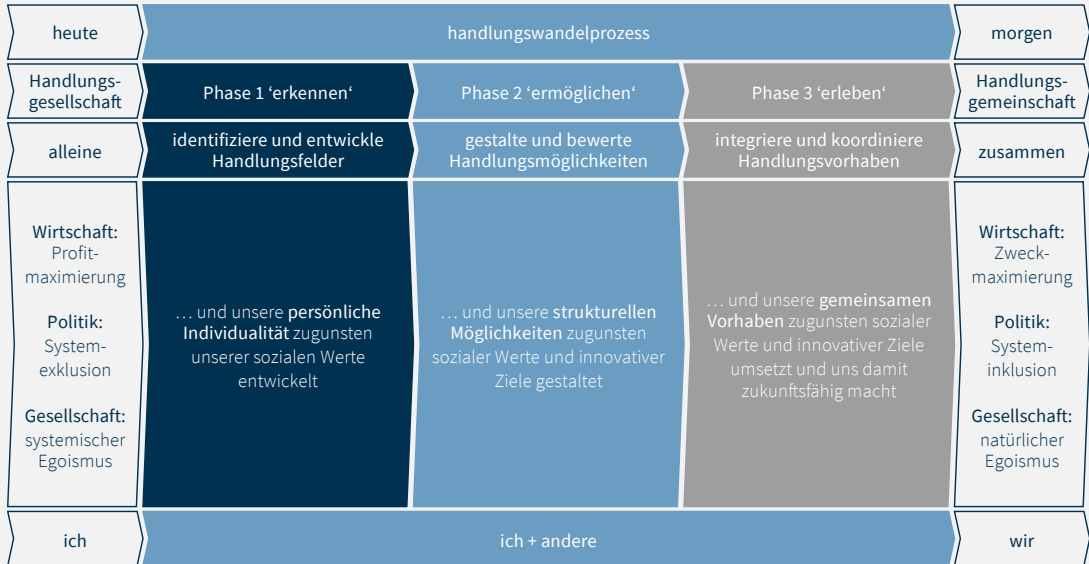 heute
handlungswandelprozess
morgen
Handlungs-
gesellschaft
Phase 1 ‘erkennen‘
Phase 2 ‘ermöglichen‘
Phase 3 ‘erleben‘
Handlungs-
gemeinschaft
alleine
identifiziere und entwickle
Handlungsfelder
gestalte und bewerte
Handlungsmöglichkeiten
integriere und koordiniere
Handlungsvorhaben
zusammen
Wirtschaft:
Profit-
maximierung
Politik:
System-
exklusion
Gesellschaft:
systemischer
Egoismus
… und unsere persönliche
Individualität zugunsten
unserer sozialen Werte
entwickelt
… und unsere strukturellen
Möglichkeiten zugunsten
sozialer Werte und innovativer
Ziele gestaltet
… und unsere gemeinsamen
Vorhaben zugunsten sozialer
Werte und innovativer Ziele
umsetzt und uns damit
zukunftsfähig macht
Wirtschaft:
Zweck-
maximierung
Politik:
System-
inklusion
Gesellschaft:
natürlicher
Egoismus
ich
ich + andere
wir